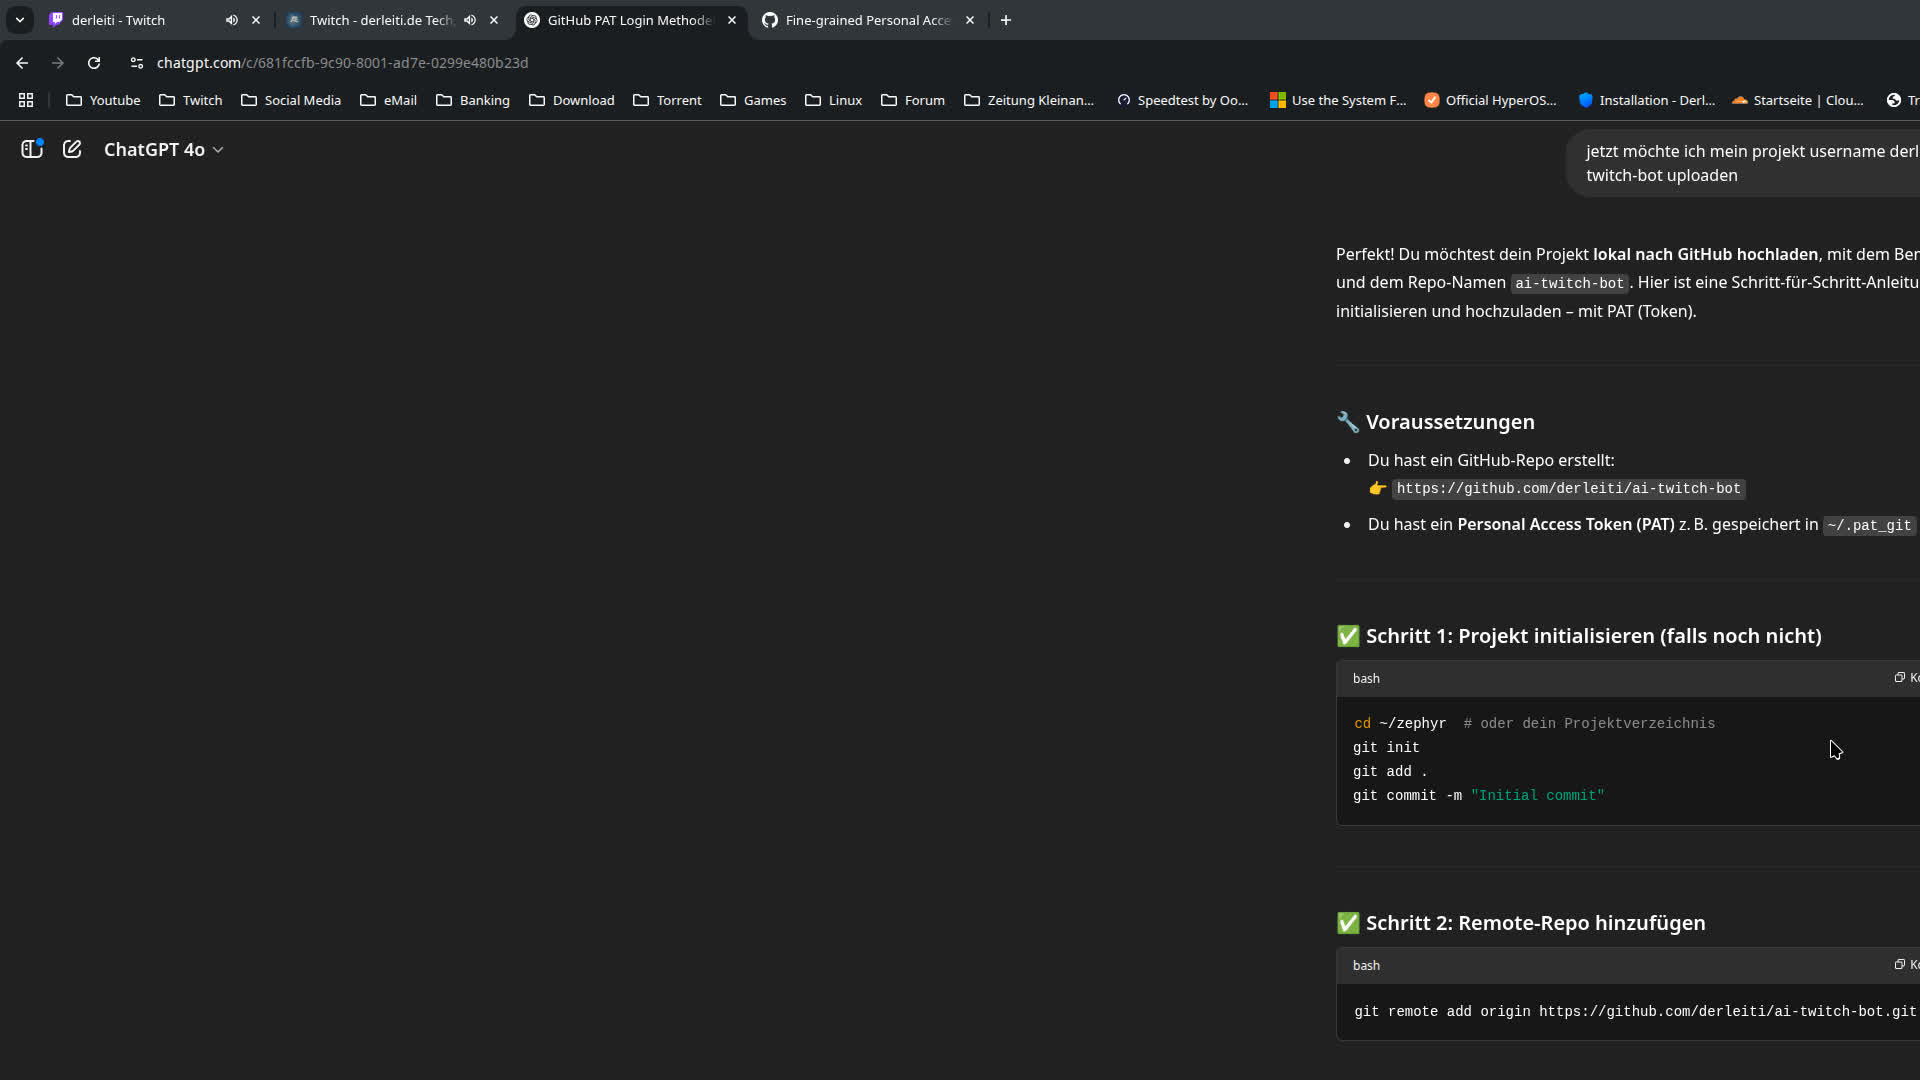 derleiti - Twitch
Twitch - derleiti.de Tech
GitHub PAT Login Methode
Fine-grained Personal Acce
chatgpt.com/c/681fccfb-9c90-8001-ad7e-0299e480b23d
Youtube Twitch Social Media eMail Banking Download Torrent Games Linux Forum Zeitung Kleinan... Speedtest by Oo... Use the System F... Official HyperOS... Installation - Derl... Startseite | Clou... Tr
ChatGPT 4o
jetzt möchte ich mein projekt username derl
twitch-bot uploaden
Perfekt! Du möchtest dein Projekt lokal nach GitHub hochladen, mit dem Ber
und dem Repo-Namen ai-twitch-bot. Hier ist eine Schritt-für-Schritt-Anleitu
initialisieren und hochzuladen – mit PAT (Token).
🔧 Voraussetzungen
• Du hast ein GitHub-Repo erstellt:
👉 https://github.com/derleiti/ai-twitch-bot
• Du hast ein Personal Access Token (PAT) z. B. gespeichert in ~/.pat_git
✅ Schritt 1: Projekt initialisieren (falls noch nicht)
bash Ko
cd ~/zephyr  # oder dein Projektverzeichnis
git init
git add .
git commit -m "Initial commit"
✅ Schritt 2: Remote-Repo hinzufügen
bash Ko
git remote add origin https://github.com/derleiti/ai-twitch-bot.git